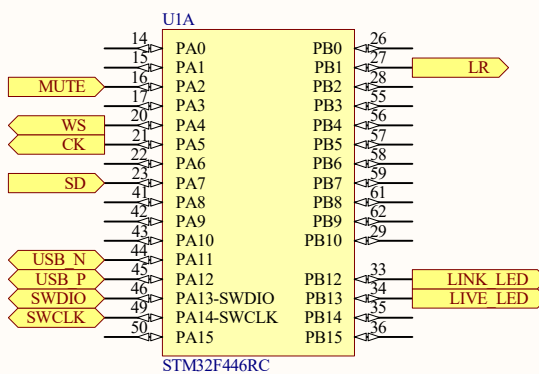 U1A
14 PA0 PB0 26
15 PA1 PB1 27 LR
MUTE 16 PA2 PB2 28
17 PA3 PB3 55
WS 20 PA4 PB4 56
CK 21 PA5 PB5 57
22 PA6 PB6 58
SD 23 PA7 PB7 59
41 PA8 PB8 61
42 PA9 PB9 62
43 PA10 PB10 29
USB_N 44 PA11
USB_P 45 PA12 PB12 33 LINK_LED
SWDIO 46 PA13-SWDIO PB13 34 LIVE_LED
SWCLK 49 PA14-SWCLK PB14 35
50 PA15 PB15 36
STM32F446RC